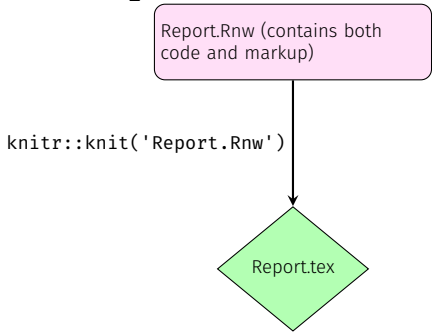 Report.Rnw (contains both
code and markup)
knitr::knit('Report.Rnw')
Report.tex